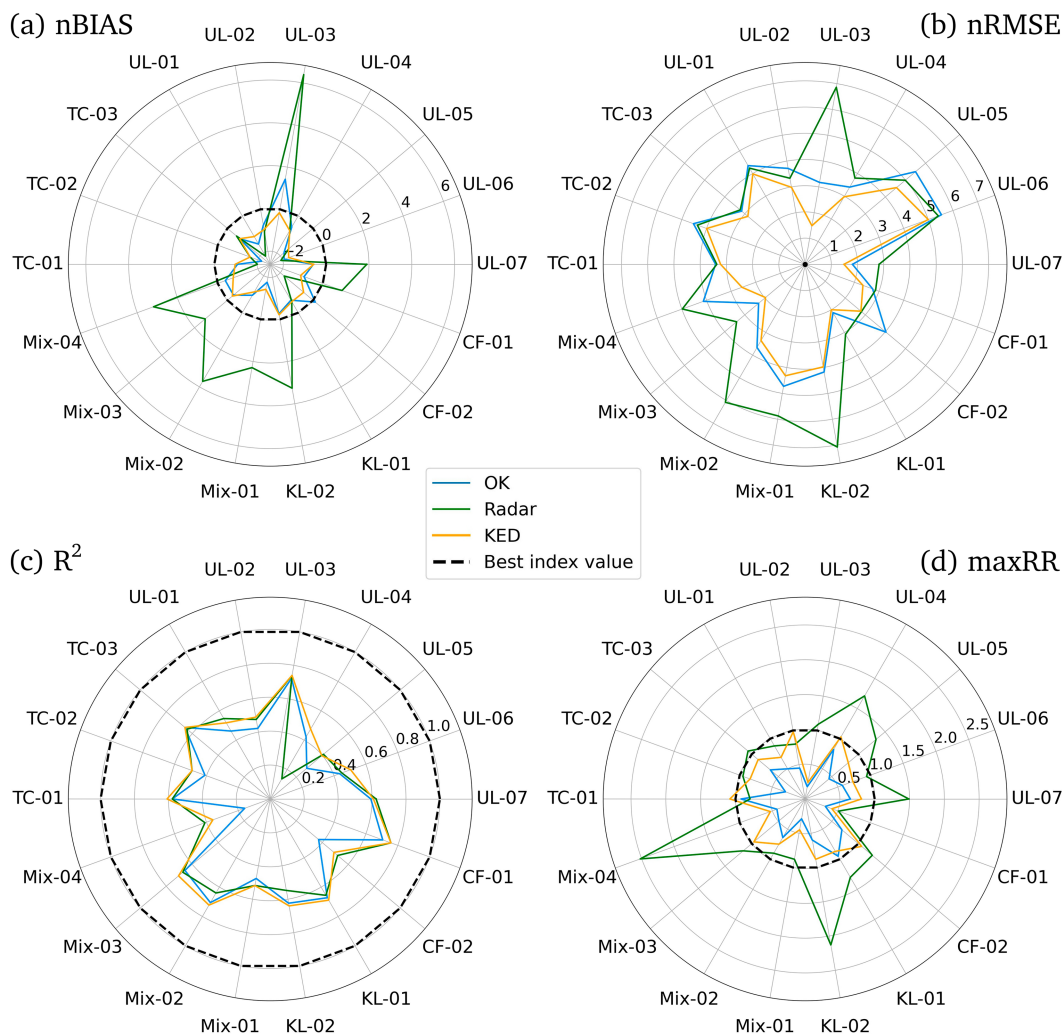 (a) nBIAS
UL-02
UL-03
UL-01
UL-04
TC-03
UL-05
TC-02
UL-06
TC-01
UL-07
Mix-04
CF-01
Mix-03
CF-02
Mix-02
KL-01
Mix-01
KL-02
-2
0
2
4
6
(b) nRMSE
UL-02
UL-03
UL-01
UL-04
TC-03
UL-05
TC-02
UL-06
TC-01
UL-07
Mix-04
CF-01
Mix-03
CF-02
Mix-02
KL-01
Mix-01
KL-02
1
2
3
4
5
6
7
OK
Radar
KED
Best index value
(c) R²
UL-02
UL-03
UL-01
UL-04
TC-03
UL-05
TC-02
UL-06
TC-01
UL-07
Mix-04
CF-01
Mix-03
CF-02
Mix-02
KL-01
Mix-01
KL-02
0.2
0.4
0.6
0.8
1.0
(d) maxRR
UL-02
UL-03
UL-01
UL-04
TC-03
UL-05
TC-02
UL-06
TC-01
UL-07
Mix-04
CF-01
Mix-03
CF-02
Mix-02
KL-01
Mix-01
KL-02
0.5
1.0
1.5
2.0
2.5